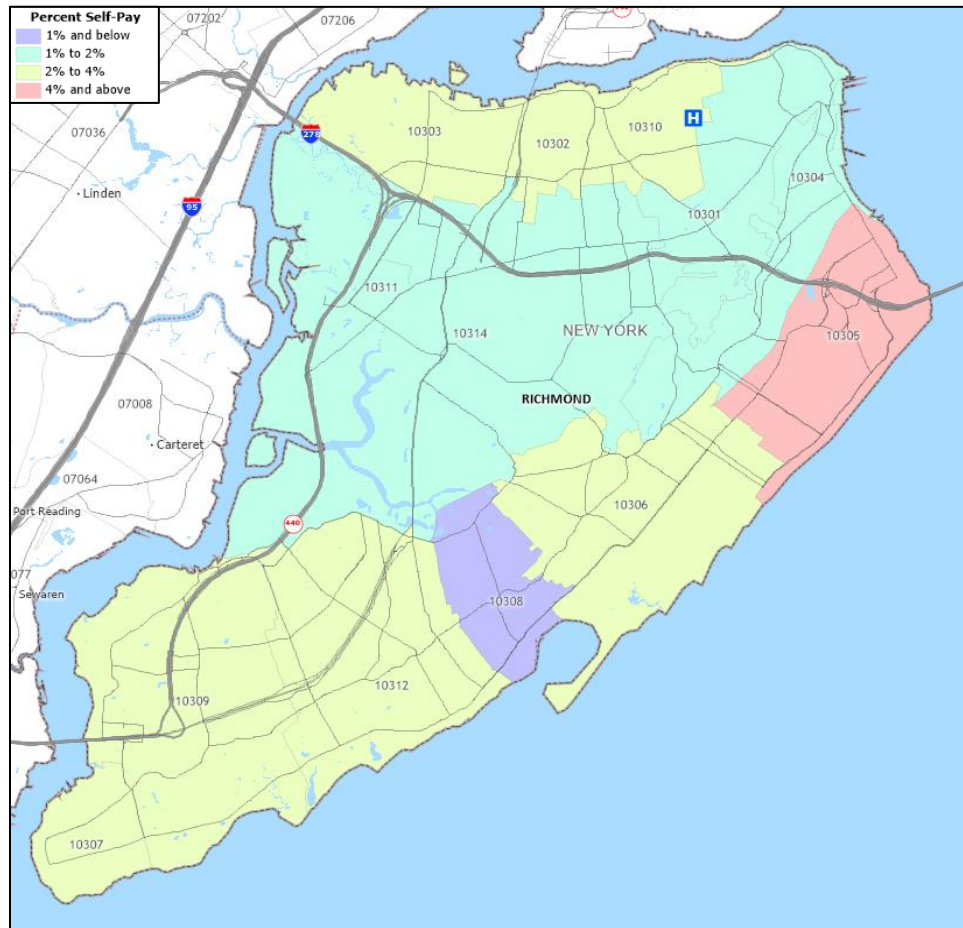 Percent Self-Pay
1% and below
1% to 2%
2% to 4%
4% and above
07202
07206
07036
Linden
95
278
10303
10302
10310
H
10304
10301
10311
10314
NEW YORK
10305
RICHMOND
07008
Carteret
07064
Port Reading
440
10306
077
Sewaren
10308
10309
10312
10307